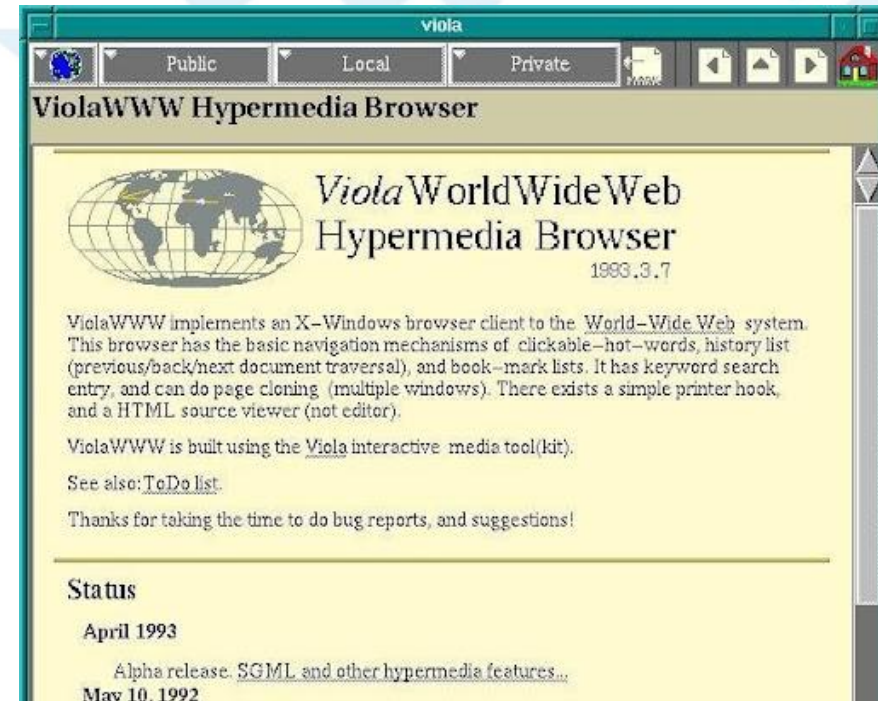 viola
Public Local Private
MARK
ViolaWWW Hypermedia Browser
Viola WorldWideWeb
Hypermedia Browser
1993.3.7
ViolaWWW implements an X-Windows browser client to the World-Wide Web system.
This browser has the basic navigation mechanisms of clickable-hot-words, history list
(previous/back/next document traversal), and book-mark lists. It has keyword search
entry, and can do page cloning (multiple windows). There exists a simple printer hook,
and a HTML source viewer (not editor).
ViolaWWW is built using the Viola interactive media tool(kit).
See also: ToDo list.
Thanks for taking the time to do bug reports, and suggestions!
Status
April 1993
Alpha release. SGML and other hypermedia features...
May 10, 1992